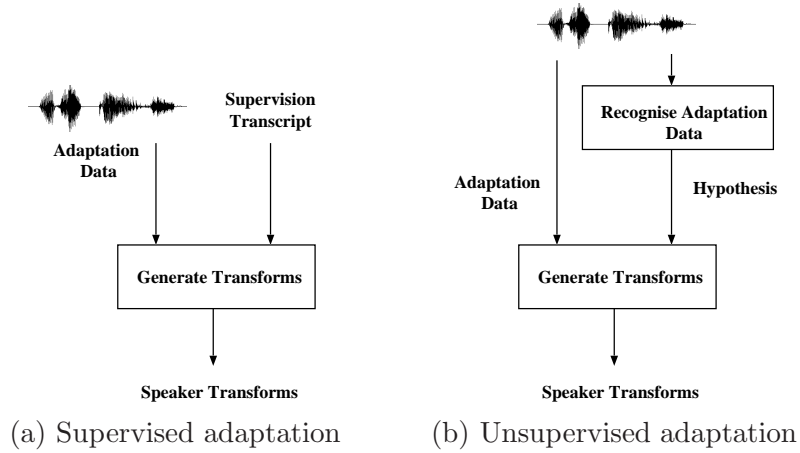 Supervision
Transcript
Adaptation
Data
Generate Transforms
Speaker Transforms
(a) Supervised adaptation
Recognise Adaptation
Data
Adaptation
Data
Hypothesis
Generate Transforms
Speaker Transforms
(b) Unsupervised adaptation